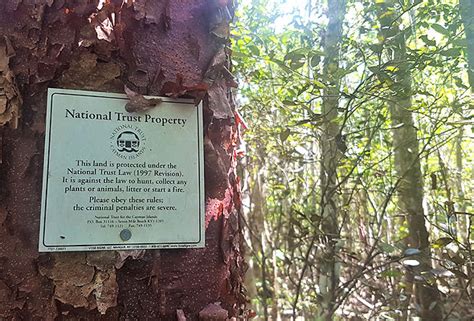 National Trust Property
NATIONAL TRUST
CAYMAN ISLANDS
This land is protected under the
National Trust Law (1997 Revision).
It is against the law to hunt, collect any
plants or animals, litter or start a fire.
Please obey these rules;
the criminal penalties are severe.
National Trust for the Cayman Islands,